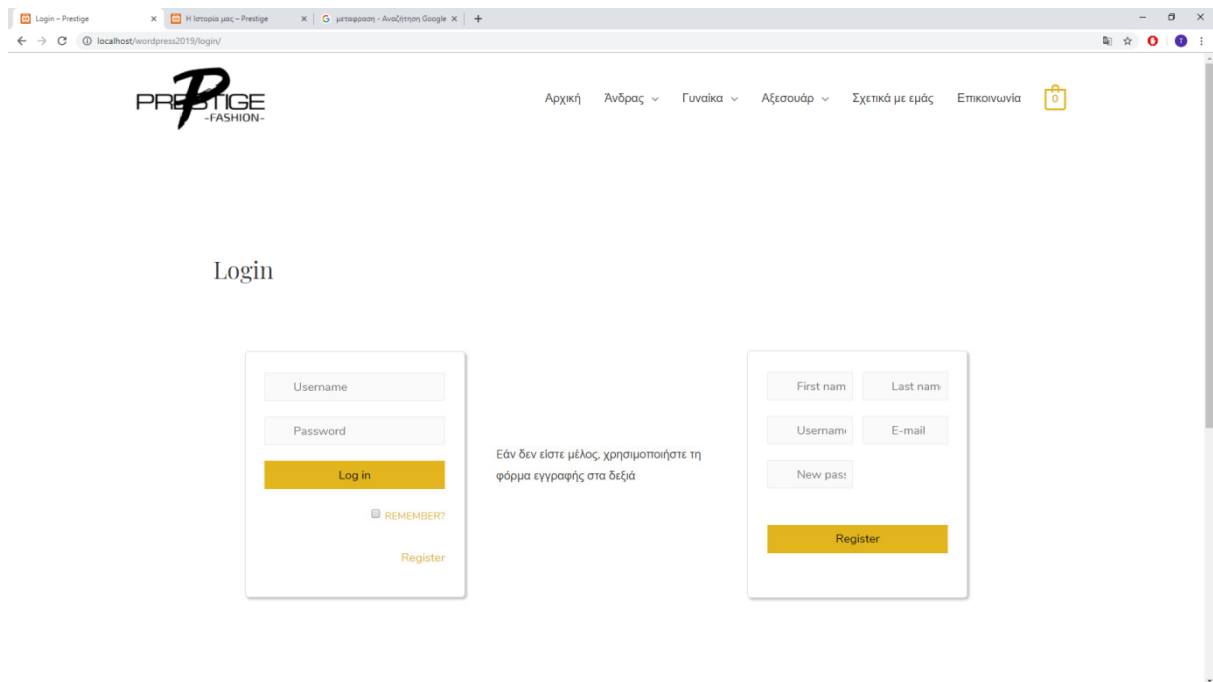 Login – Prestige
Η Ιστορία μας – Prestige
μεταφραση - Αναζήτηση Google
localhost/wordpress2019/login/
T
PRESTIGE
-FASHION-
Αρχική Άνδρας Γυναίκα Αξεσουάρ Σχετικά με εμάς Επικοινωνία 0
Login
Username
Password
Log in
REMEMBER?
Register
Εάν δεν είστε μέλος, χρησιμοποιήστε τη
φόρμα εγγραφής στα δεξιά
First nam Last nam
Usernam E-mail
New pas
Register